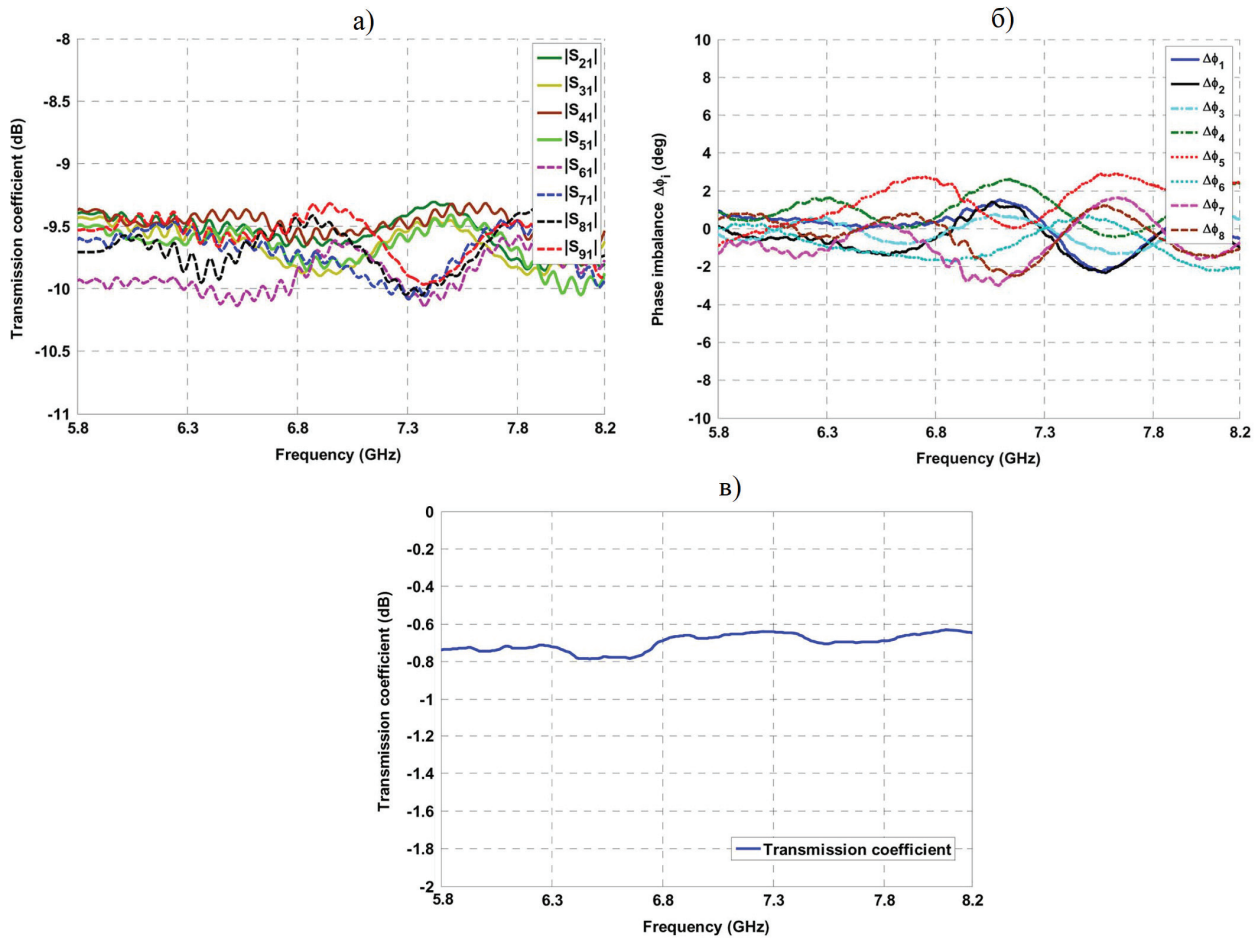 а)
-8
-8.5
-9
-9.5
-10
-10.5
-11
Transmission coefficient (dB)
|S21|
|S31|
|S41|
|S51|
|S61|
|S71|
|S81|
|S91|
5.8 6.3 6.8 7.3 7.8 8.2
Frequency (GHz)
б)
10
8
6
4
2
0
-2
-4
-6
-8
-10
Phase imbalance Δϕi (deg)
Δϕ1
Δϕ2
Δϕ3
Δϕ4
Δϕ5
Δϕ6
Δϕ7
Δϕ8
5.8 6.3 6.8 7.3 7.8 8.2
Frequency (GHz)
в)
0
-0.2
-0.4
-0.6
-0.8
-1
-1.2
-1.4
-1.6
-1.8
-2
Transmission coefficient (dB)
Transmission coefficient
5.8 6.3 6.8 7.3 7.8 8.2
Frequency (GHz)